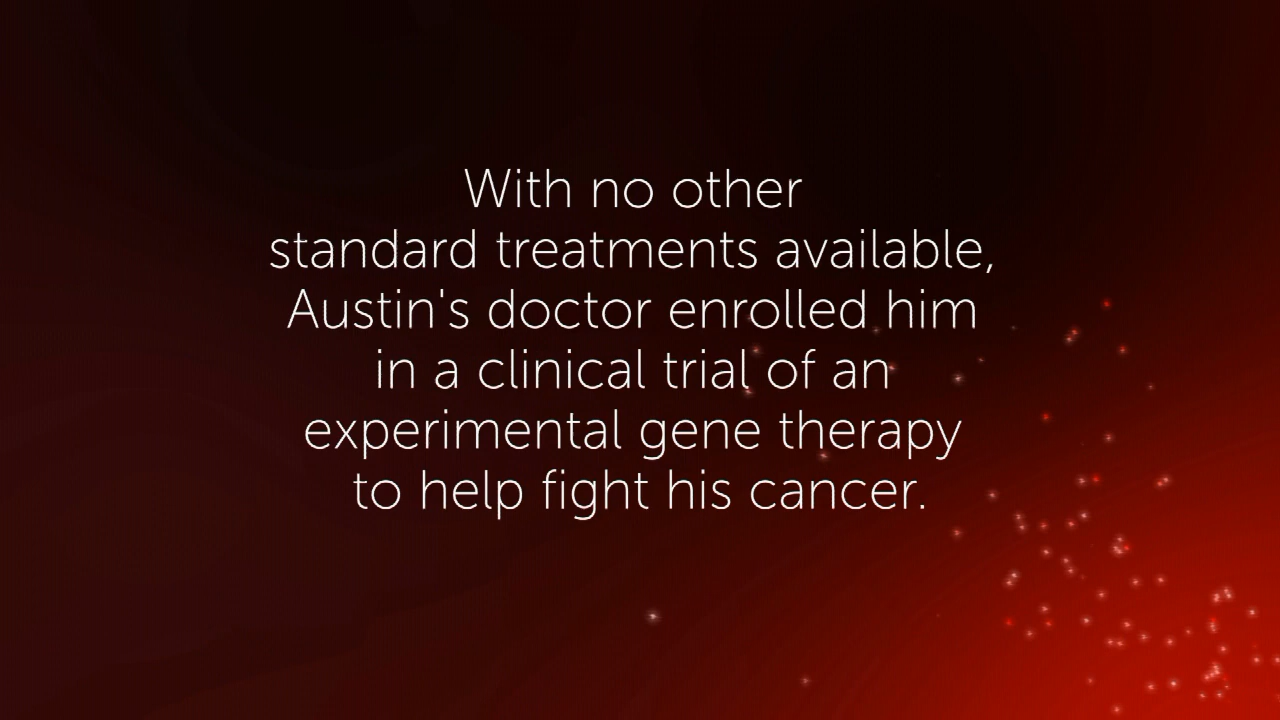 With no other
standard treatments available,
Austin's doctor enrolled him
in a clinical trial of an
experimental gene therapy
to help fight his cancer.